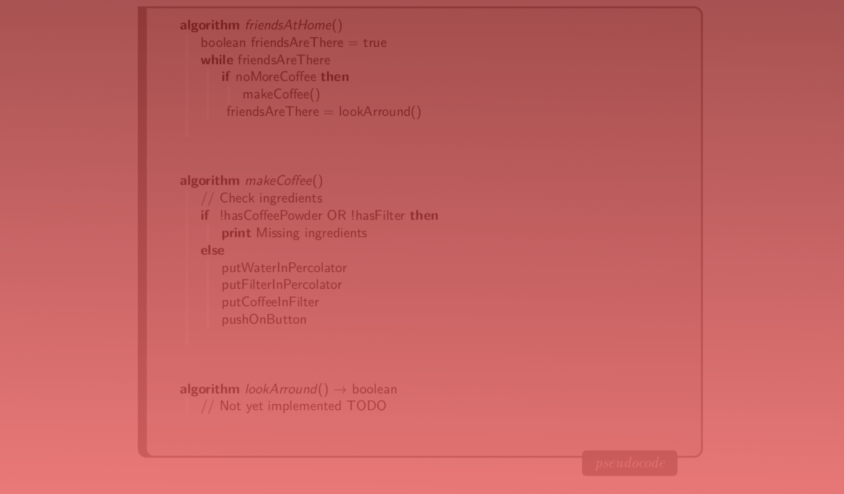 algorithm friendsAtHome()
boolean friendsAreThere = true
while friendsAreThere
if noMoreCoffee then
makeCoffee()
friendsAreThere = lookArround()
algorithm makeCoffee()
// Check ingredients
if !hasCoffeePowder OR !hasFilter then
print Missing ingredients
else
putWaterInPercolator
putFilterInPercolator
putCoffeeInFilter
pushOnButton
algorithm lookArround() → boolean
// Not yet implemented TODO
pseudocode